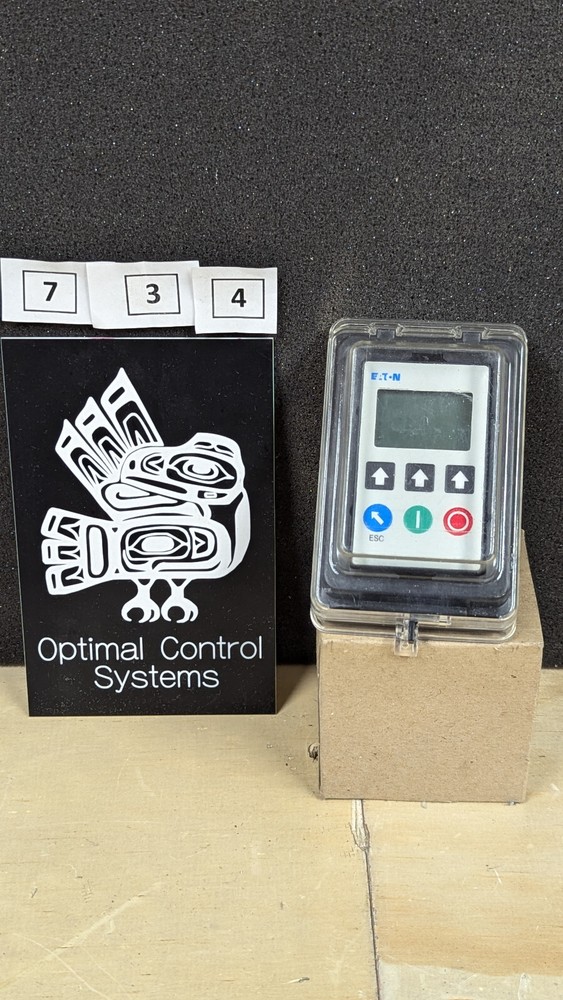 7 3 4
Optimal Control
Systems
EATON
ESC